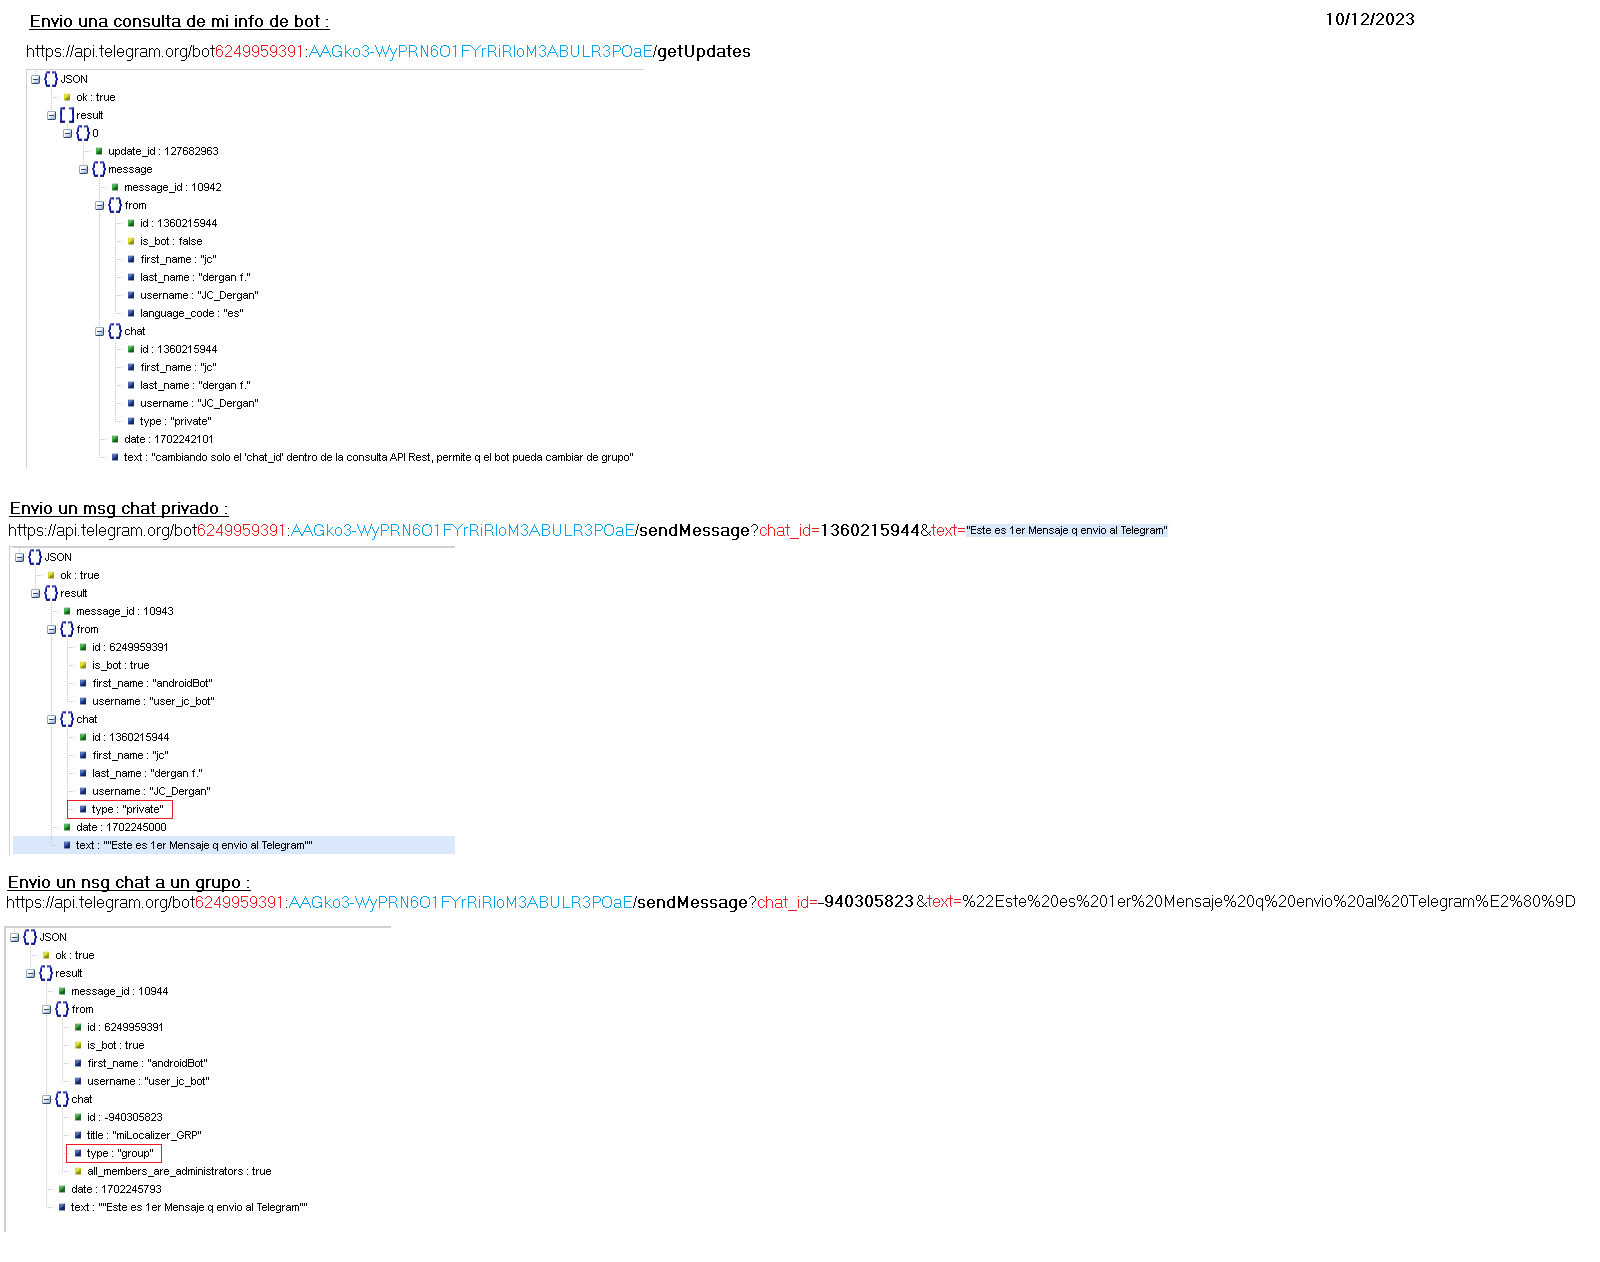 Envio una consulta de mi info de bot :
10/12/2023
https://api.telegram.org/bot6249959391:AAGko3-WyPRN6O1FYrRiRloM3ABULR3POaE/getUpdates
JSON
ok : true
result
0
update_id : 127682963
message
message_id : 10942
from
id : 1360215944
is_bot : false
first_name : "jc"
last_name : "dergan f."
username : "JC_Dergan"
language_code : "es"
chat
id : 1360215944
first_name : "jc"
last_name : "dergan f."
username : "JC_Dergan"
type : "private"
date : 1702242101
text : "cambiando solo el 'chat_id' dentro de la consulta API Rest, permite q el bot pueda cambiar de grupo"
Envio un msg chat privado :
https://api.telegram.org/bot6249959391:AAGko3-WyPRN6O1FYrRiRloM3ABULR3POaE/sendMessage?chat_id=1360215944&text="Este es 1er Mensaje q envio al Telegram"
JSON
ok : true
result
message_id : 10943
from
id : 6249959391
is_bot : true
first_name : "androidBot"
username : "user_jc_bot"
chat
id : 1360215944
first_name : "jc"
last_name : "dergan f."
username : "JC_Dergan"
type : "private"
date : 1702245000
text : ""Este es 1er Mensaje q envio al Telegram""
Envio un nsg chat a un grupo :
https://api.telegram.org/bot6249959391:AAGko3-WyPRN6O1FYrRiRloM3ABULR3POaE/sendMessage?chat_id=-940305823&text=%22Este%20es%201er%20Mensaje%20q%20envio%20al%20Telegram%E2%80%9D
JSON
ok : true
result
message_id : 10944
from
id : 6249959391
is_bot : true
first_name : "androidBot"
username : "user_jc_bot"
chat
id : -940305823
title : "miLocalizer_GRP"
type : "group"
all_members_are_administrators : true
date : 1702245793
text : ""Este es 1er Mensaje q envio al Telegram""